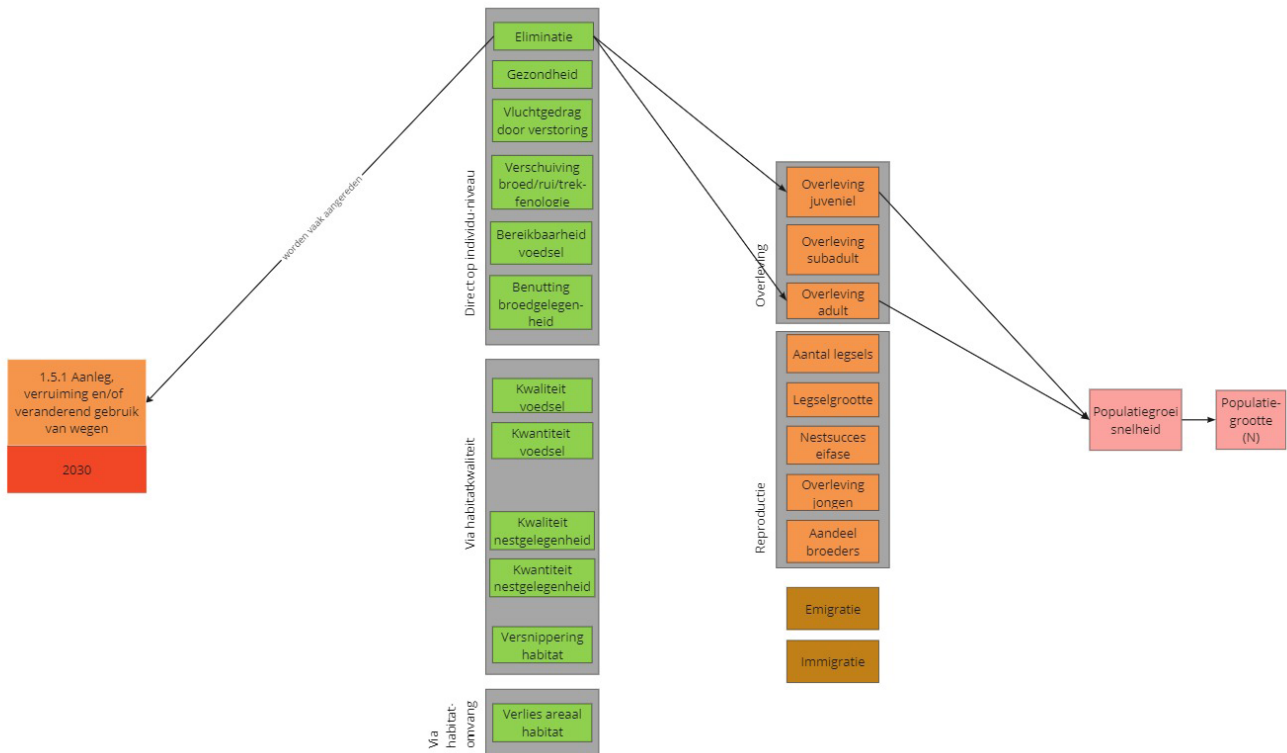 1.5.1 Aanleg,
verruiming en/of
veranderend gebruik
van wegen
2030
worden vaak aangereden
Direct op individu-niveau
Eliminatie
Gezondheid
Vluchtgedrag
door verstoring
Verschuiving
broed/rui/trek-
fenologie
Bereikbaarheid
voedsel
Benutting
broedgelegen-
heid
Via habitatkwaliteit
Kwaliteit
voedsel
Kwantiteit
voedsel
Kwaliteit
nestgelegenheid
Kwantiteit
nestgelegenheid
Versnippering
habitat
Via
habitat-
omvang
Verlies areaal
habitat
Overleving
Overleving
juveniel
Overleving
subadult
Overleving
adult
Reproductie
Aantal legsels
Legselgrootte
Nestsucces
eifase
Overleving
jongen
Aandeel
broeders
Emigratie
Immigratie
Populatiegroei
snelheid
Populatie-
grootte
(N)